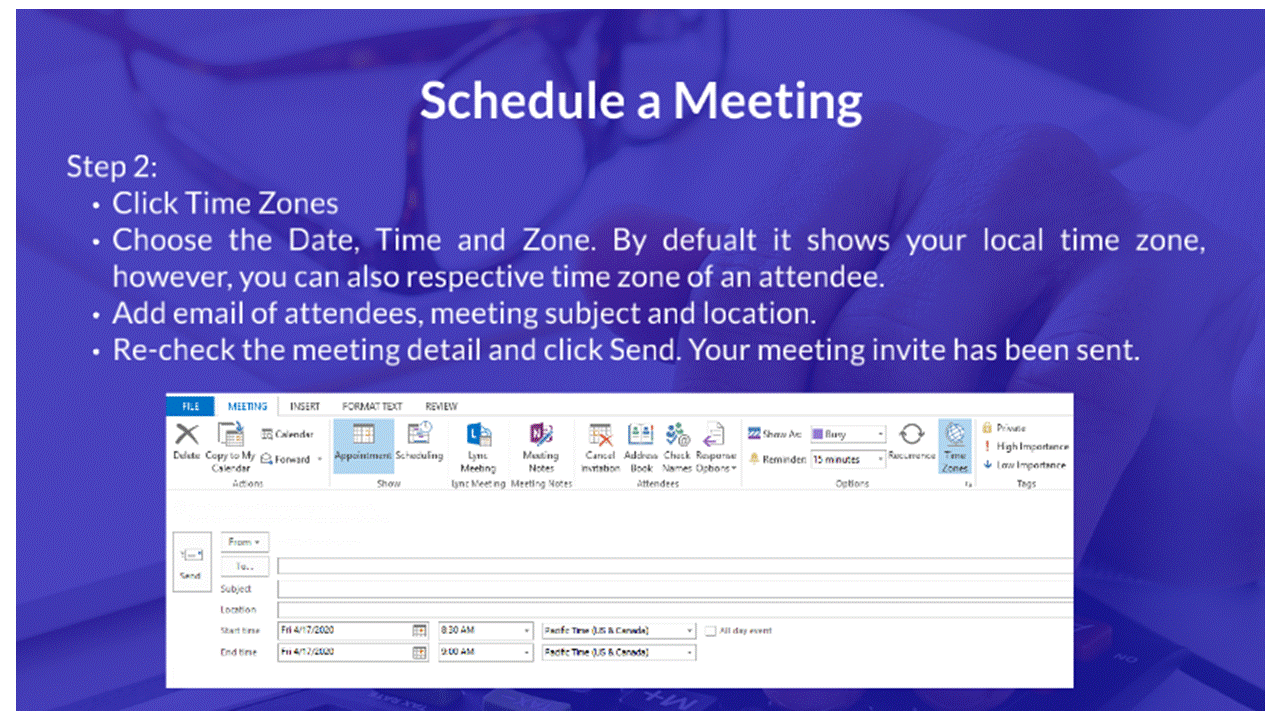 Schedule a Meeting
Step 2:
• Click Time Zones
• Choose the Date, Time and Zone. By defualt it shows your local time zone,
however, you can also respective time zone of an attendee.
• Add email of attendees, meeting subject and location.
• Re-check the meeting detail and click Send. Your meeting invite has been sent.
FILE MEETING INSERT FORMAT TEXT REVIEW
Delete Copy to My Calendar Calendar Forward Appointment Scheduling Lync Meeting Meeting Notes Cancel Invitation Address Book Check Names Response Options Show As: Busy Reminder: 15 minutes Recurrence Time Zones Private High Importance Low Importance
Actions Show Lync Meeting Meeting Notes Attendees Options Tags
Send
From
To...
Subject
Location
Start time Fri 4/17/2020 8:30 AM Pacific Time (US & Canada) All day event
End time Fri 4/17/2020 9:00 AM Pacific Time (US & Canada)
M+
ON
TAX DATE